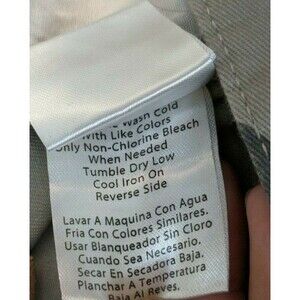 Wash Cold
With Like Colors
Only Non-Chlorine Bleach
When Needed
Tumble Dry Low
Cool Iron On
Reverse Side
Lavar A Maquina Con Agua
Fria Con Colores Similares.
Usar Blanqueador Sin Cloro
Cuando Sea Necesario.
Secar En Secadora Baja.
Planchar A Temperatura
Baja Al Reves.